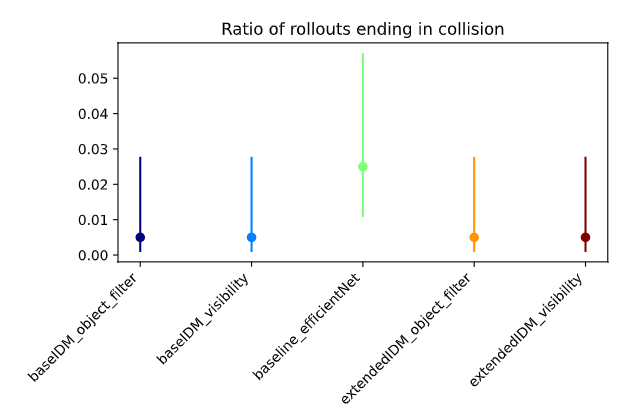 Ratio of rollouts ending in collision
0.05
0.04
0.03
0.02
0.01
0.00
baseIDM_object_filter
baseIDM_visibility
baseline_efficientNet
extendedIDM_object_filter
extendedIDM_visibility